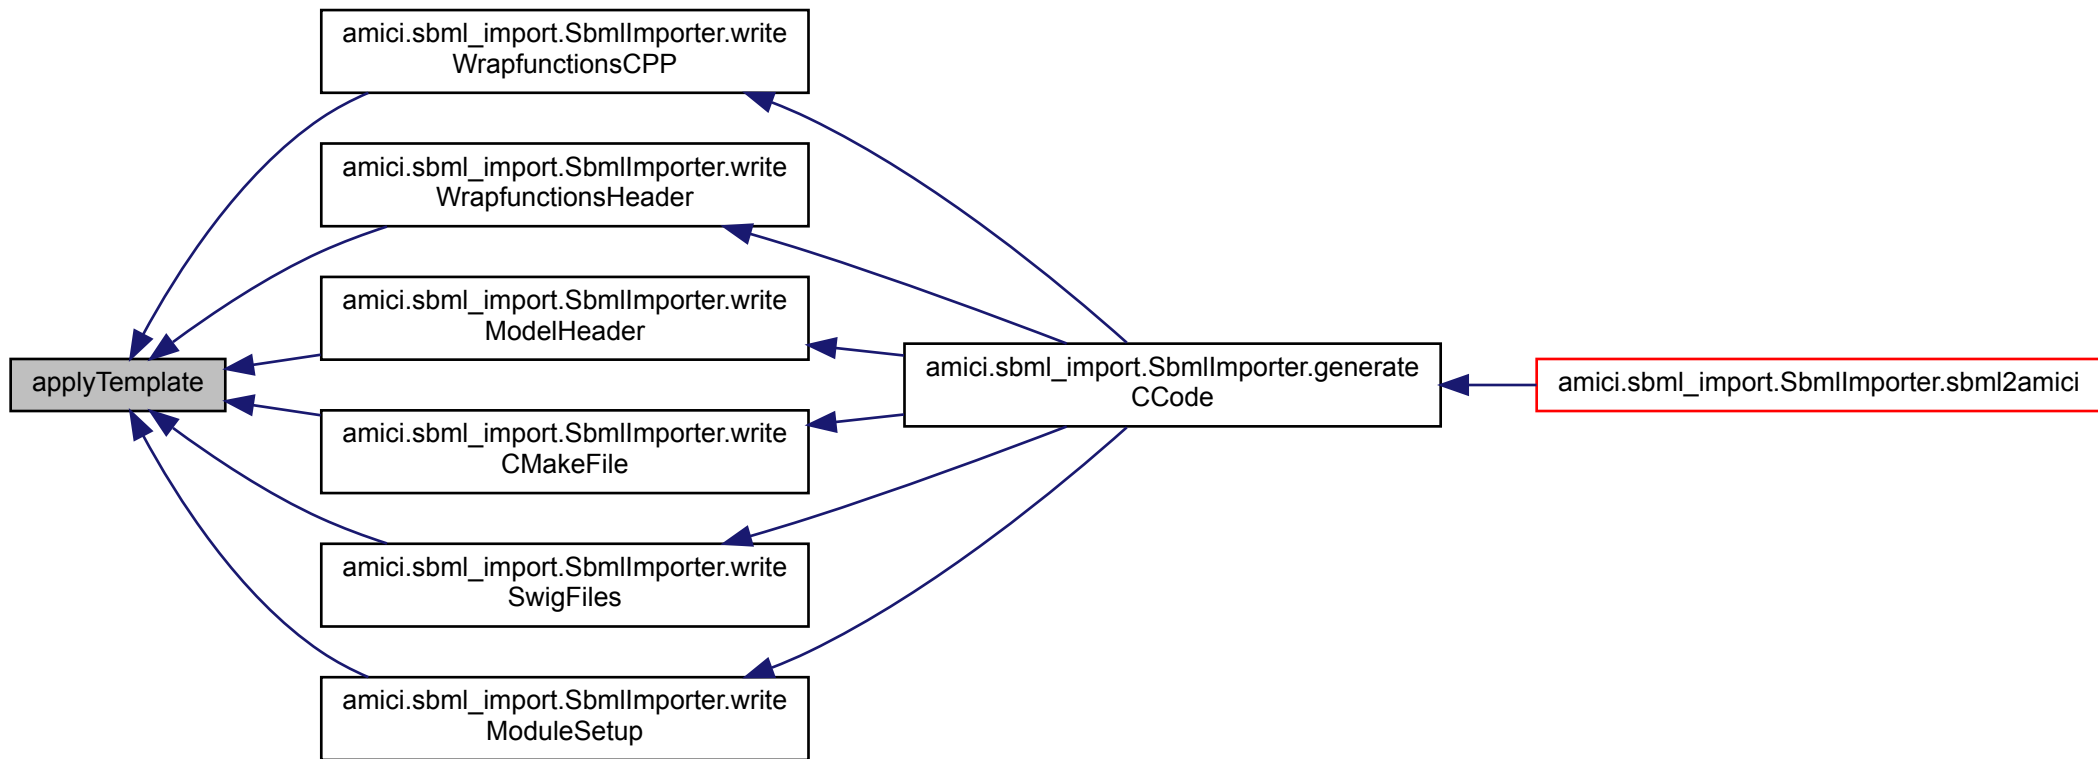 amici.sbml_import.SbmlImporter.write
WrapfunctionsCPP
amici.sbml_import.SbmlImporter.write
WrapfunctionsHeader
amici.sbml_import.SbmlImporter.write
ModelHeader
applyTemplate
amici.sbml_import.SbmlImporter.generate
CCode
amici.sbml_import.SbmlImporter.sbml2amici
amici.sbml_import.SbmlImporter.write
CMakeFile
amici.sbml_import.SbmlImporter.write
SwigFiles
amici.sbml_import.SbmlImporter.write
ModuleSetup